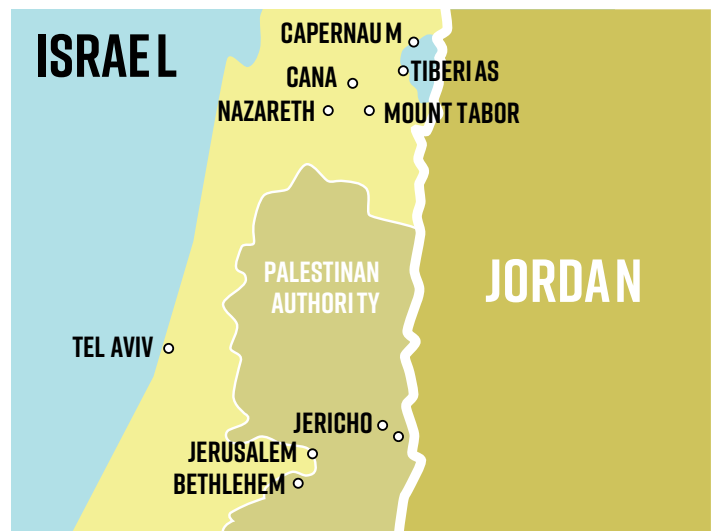 ISRAEL
CAPERNAUM
TIBERIAS
CANA
NAZARETH
MOUNT TABOR
PALESTINAN
AUTHORITY
JORDAN
TEL AVIV
JERICHO
JERUSALEM
BETHLEHEM